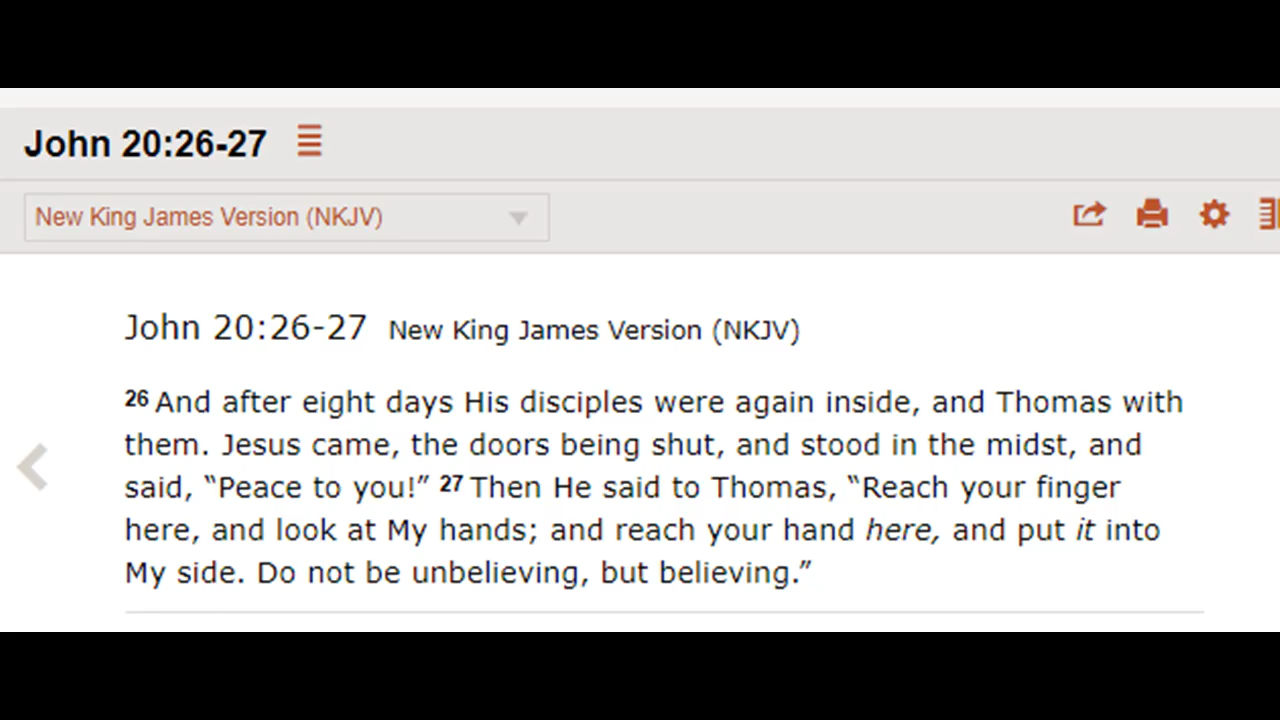 John 20:26-27
New King James Version (NKJV)
John 20:26-27 New King James Version (NKJV)
26 And after eight days His disciples were again inside, and Thomas with
them. Jesus came, the doors being shut, and stood in the midst, and
said, “Peace to you!” 27 Then He said to Thomas, “Reach your finger
here, and look at My hands; and reach your hand here, and put it into
My side. Do not be unbelieving, but believing.”